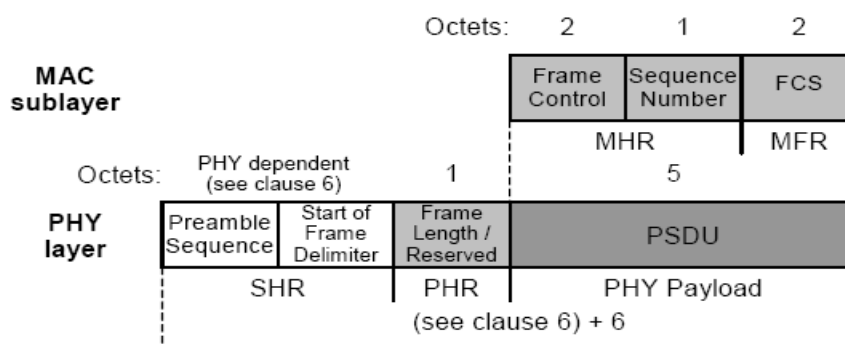 Octets: 2 1 2
MAC sublayer
Frame Control
Sequence Number
FCS
MHR MFR
Octets: PHY dependent (see clause 6) 1 5
PHY layer
Preamble Sequence
Start of Frame Delimiter
Frame Length / Reserved
PSDU
SHR PHR PHY Payload
(see clause 6) + 6